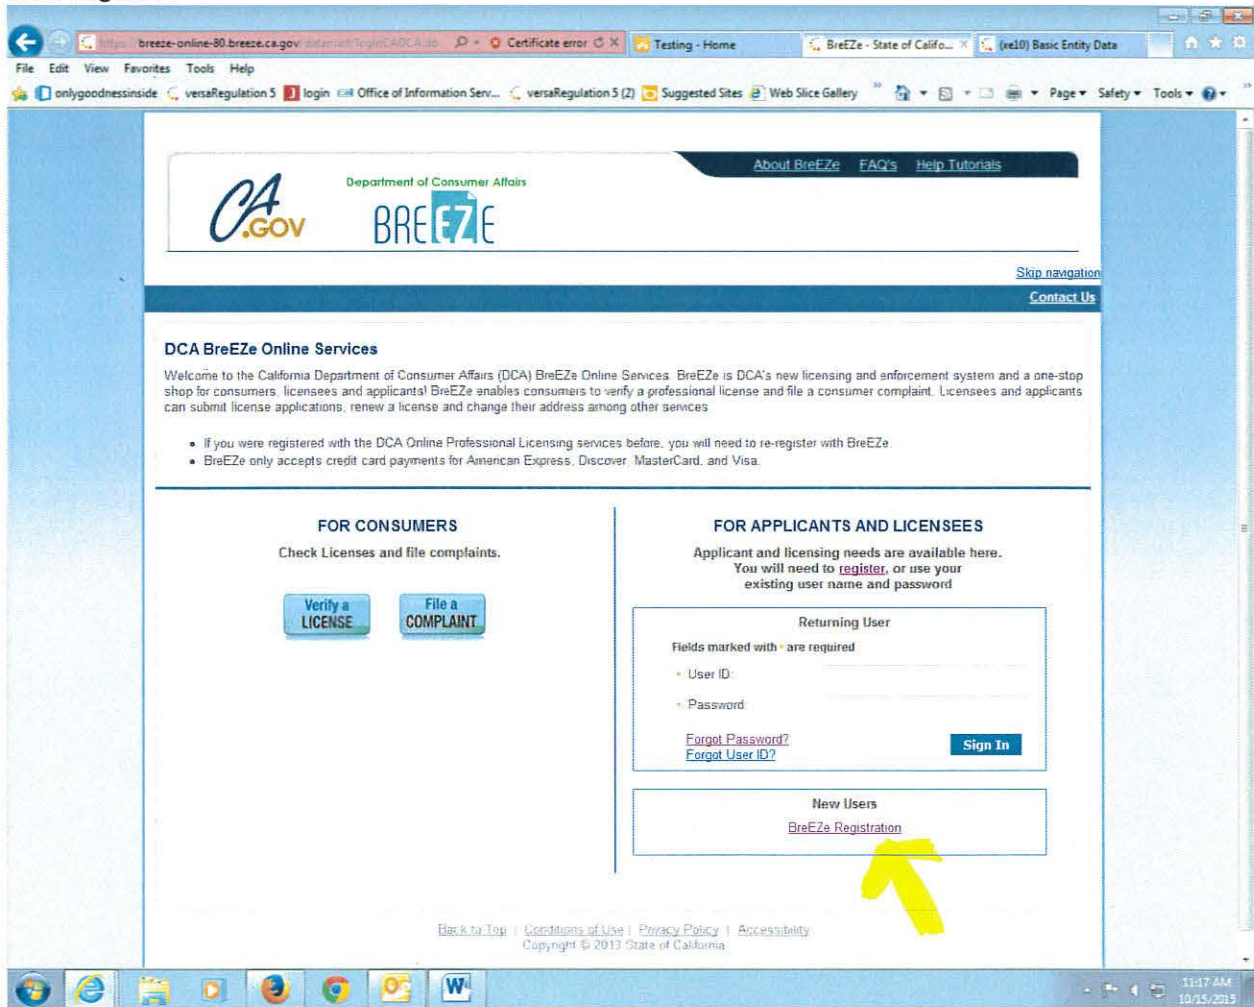 breeze-online-80.breeze.ca.gov
Certificate error
Testing - Home
BreEZe - State of Califo...
(xe10) Basic Entity Data
File Edit View Favorites Tools Help
onlygoodnessinside versaRegulation 5 login Office of Information Serv... versaRegulation 5 (2) Suggested Sites Web Slice Gallery Page Safety Tools
About BreEZe FAQ's Help Tutorials
CA.GOV
Department of Consumer Affairs
BREEZE
Skip navigation
Contact Us
DCA BreEZe Online Services
Welcome to the California Department of Consumer Affairs (DCA) BreEZe Online Services. BreEZe is DCA's new licensing and enforcement system and a one-stop
shop for consumers, licensees and applicants! BreEZe enables consumers to verify a professional license and file a consumer complaint. Licensees and applicants
can submit license applications, renew a license and change their address among other services
• If you were registered with the DCA Online Professional Licensing services before, you will need to re-register with BreEZe.
• BreEZe only accepts credit card payments for American Express, Discover, MasterCard, and Visa.
FOR CONSUMERS
Check Licenses and file complaints.
Verify a
LICENSE
File a
COMPLAINT
FOR APPLICANTS AND LICENSEES
Applicant and licensing needs are available here.
You will need to register, or use your
existing user name and password
Returning User
Fields marked with * are required
* User ID:
* Password
Forgot Password?
Sign In
Forgot User ID?
New Users
BreEZe Registration
Back to Top | Conditions of Use | Privacy Policy | Accessibility
Copyright © 2013 State of California
11:17 AM
10/15/2015